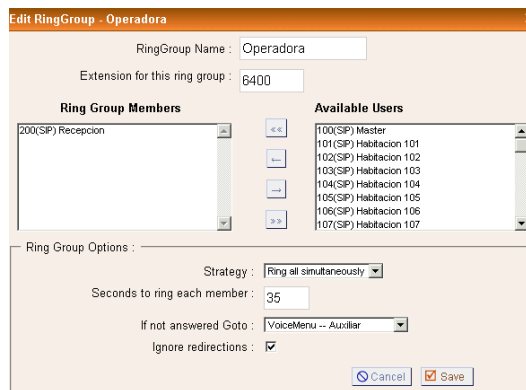 Edit RingGroup - Operadora
RingGroup Name : Operadora
Extension for this ring group : 6400
Ring Group Members
Available Users
200(SIP) Recepcion
100(SIP) Master
101(SIP) Habitacion 101
102(SIP) Habitacion 102
103(SIP) Habitacion 103
104(SIP) Habitacion 104
105(SIP) Habitacion 105
106(SIP) Habitacion 106
107(SIP) Habitacion 107
Ring Group Options :
Strategy : Ring all simultaneously
Seconds to ring each member : 35
If not answered Goto : VoiceMenu -- Auxiliar
Ignore redirections :
Cancel Save